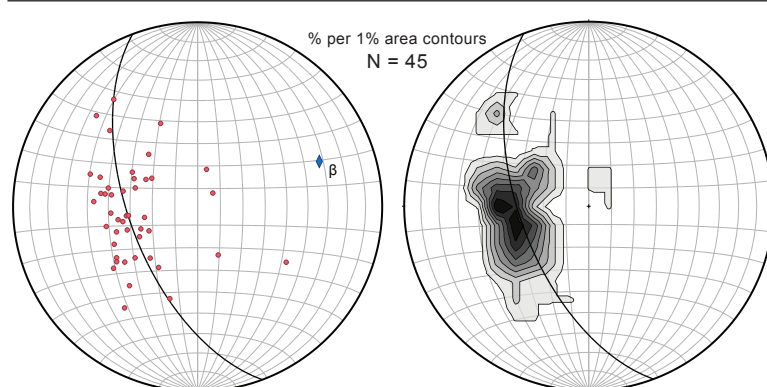 % per 1% area contours
N = 45
β